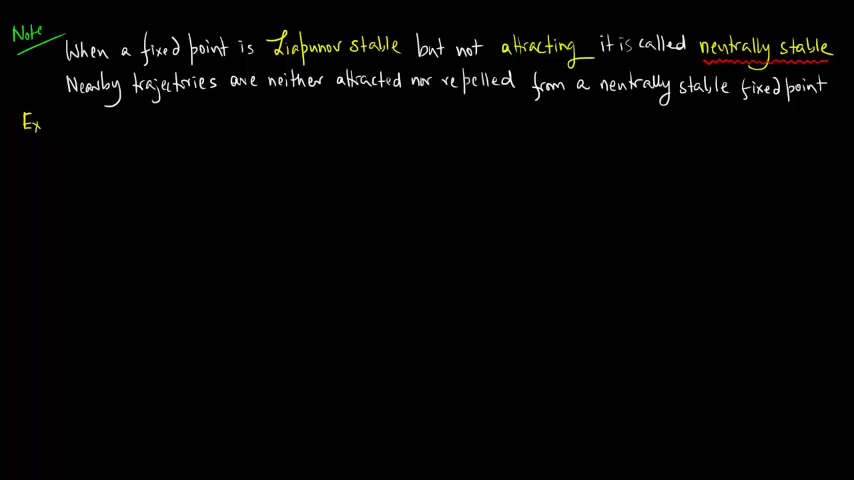 Note
When a fixed point is Liapunov stable but not attracting it is called neutrally stable
Nearby trajectories are neither attracted nor repelled from a neutrally stable fixed point
Ex